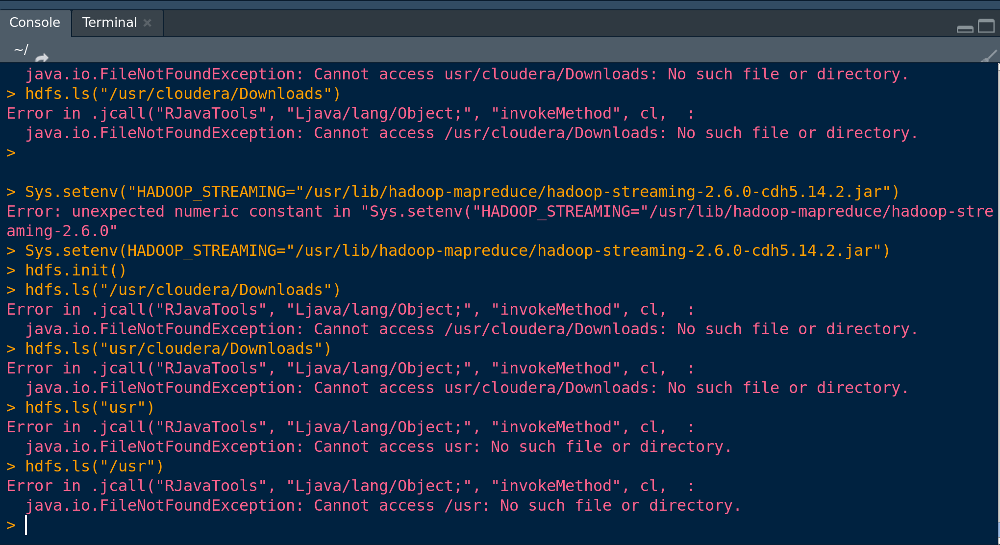 Console
Terminal
~/
java.io.FileNotFoundException: Cannot access usr/cloudera/Downloads: No such file or directory.
> hdfs.ls("/usr/cloudera/Downloads")
Error in .jcall("RJavaTools", "Ljava/lang/Object;", "invokeMethod", cl,  :
  java.io.FileNotFoundException: Cannot access /usr/cloudera/Downloads: No such file or directory.
>
> Sys.setenv("HADOOP_STREAMING="/usr/lib/hadoop-mapreduce/hadoop-streaming-2.6.0-cdh5.14.2.jar")
Error: unexpected numeric constant in "Sys.setenv("HADOOP_STREAMING="/usr/lib/hadoop-mapreduce/hadoop-stre
aming-2.6.0"
> Sys.setenv(HADOOP_STREAMING="/usr/lib/hadoop-mapreduce/hadoop-streaming-2.6.0-cdh5.14.2.jar")
> hdfs.init()
> hdfs.ls("/usr/cloudera/Downloads")
Error in .jcall("RJavaTools", "Ljava/lang/Object;", "invokeMethod", cl,  :
  java.io.FileNotFoundException: Cannot access /usr/cloudera/Downloads: No such file or directory.
> hdfs.ls("usr/cloudera/Downloads")
Error in .jcall("RJavaTools", "Ljava/lang/Object;", "invokeMethod", cl,  :
  java.io.FileNotFoundException: Cannot access usr/cloudera/Downloads: No such file or directory.
> hdfs.ls("usr")
Error in .jcall("RJavaTools", "Ljava/lang/Object;", "invokeMethod", cl,  :
  java.io.FileNotFoundException: Cannot access usr: No such file or directory.
> hdfs.ls("/usr")
Error in .jcall("RJavaTools", "Ljava/lang/Object;", "invokeMethod", cl,  :
  java.io.FileNotFoundException: Cannot access /usr: No such file or directory.
>